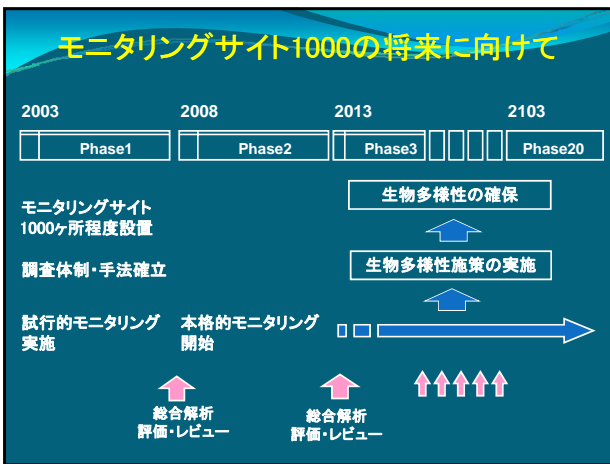 モニタリングサイト1000の将来に向けて
2003 2008 2013 2103
Phase1 Phase2 Phase3 Phase20
生物多様性の確保
モニタリングサイト
1000ヶ所程度設置
調査体制・手法確立
生物多様性施策の実施
試行的モニタリング
実施
本格的モニタリング
開始
総合解析
評価・レビュー
総合解析
評価・レビュー